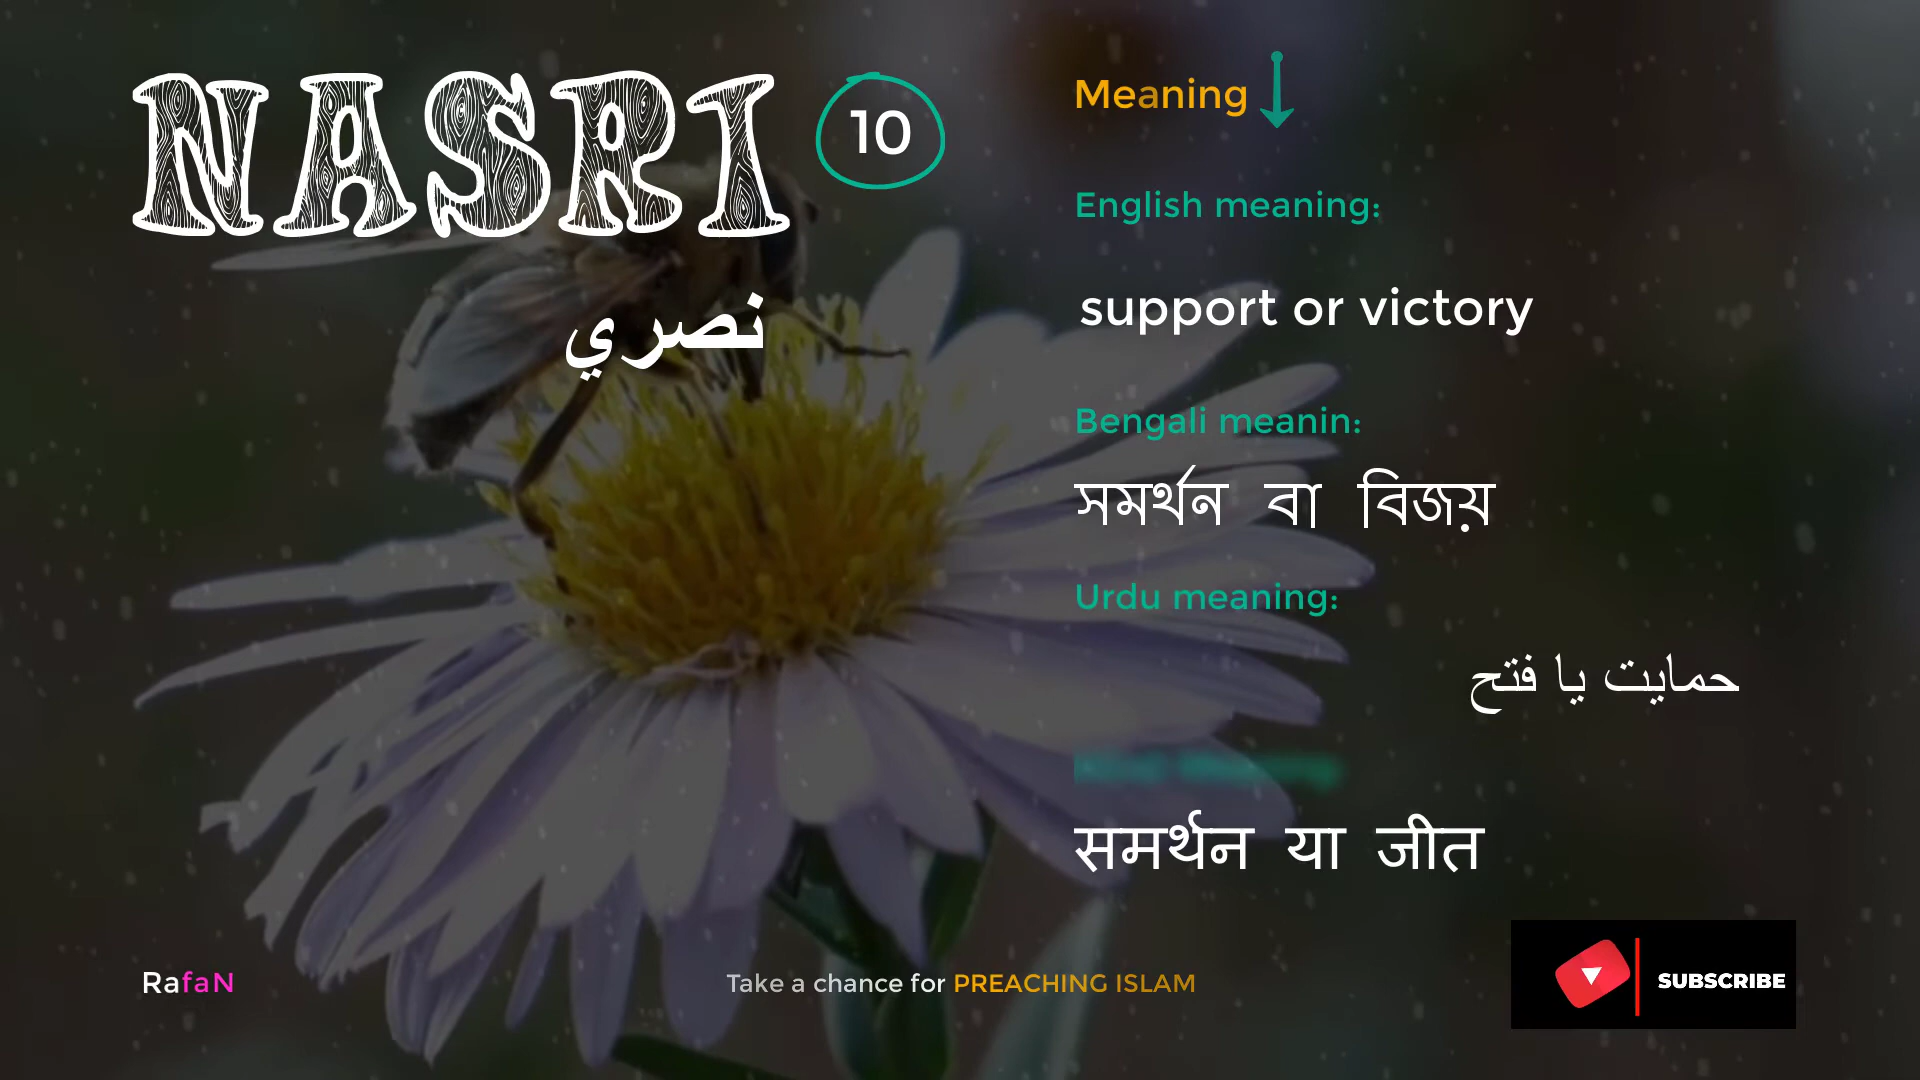 NASRI
10
نصري
Meaning
English meaning:
support or victory
Bengali meanin:
সমর্থন বা বিজয়
Urdu meaning:
حمایت یا فتح
समर्थन या जीत
RafaN
Take a chance for PREACHING ISLAM
SUBSCRIBE